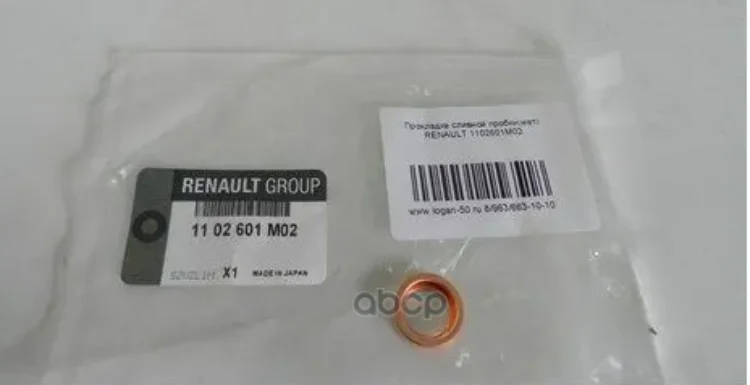 RENAULT GROUP
11 02 601 M02
X1 MADE IN JAPAN
Прокладка сливной пробки(мет)
RENAULT 1102601M02
www.logan-50.ru 8/963/663-10-10
abcp